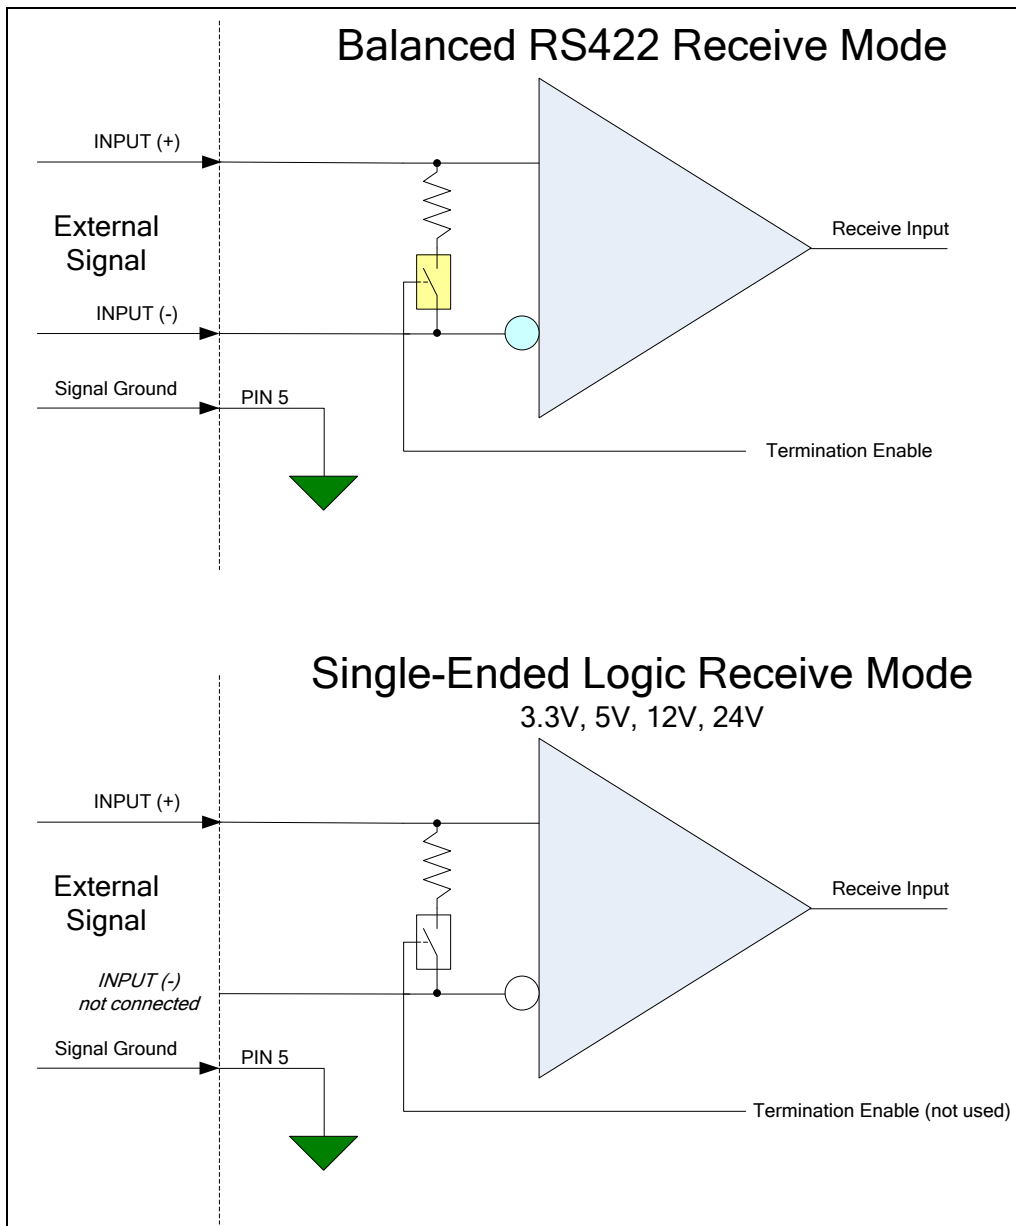 Balanced RS422 Receive Mode
INPUT (+)
External
Signal
Receive Input
INPUT (-)
Signal Ground
PIN 5
Termination Enable
Single-Ended Logic Receive Mode
3.3V, 5V, 12V, 24V
INPUT (+)
External
Signal
Receive Input
INPUT (-)
not connected
Signal Ground
PIN 5
Termination Enable (not used)